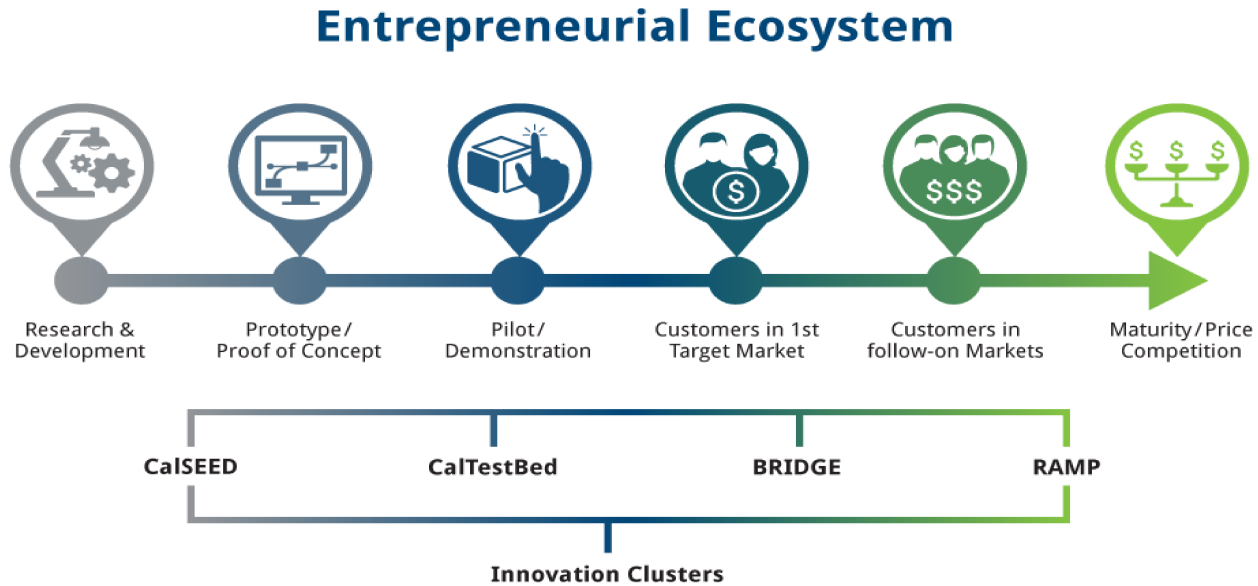 Entrepreneurial Ecosystem
$
$$$
$ $ $
Research &
Development
Prototype/
Proof of Concept
Pilot/
Demonstration
Customers in 1st
Target Market
Customers in
follow-on Markets
Maturity/Price
Competition
CalSEED
CalTestBed
BRIDGE
RAMP
Innovation Clusters